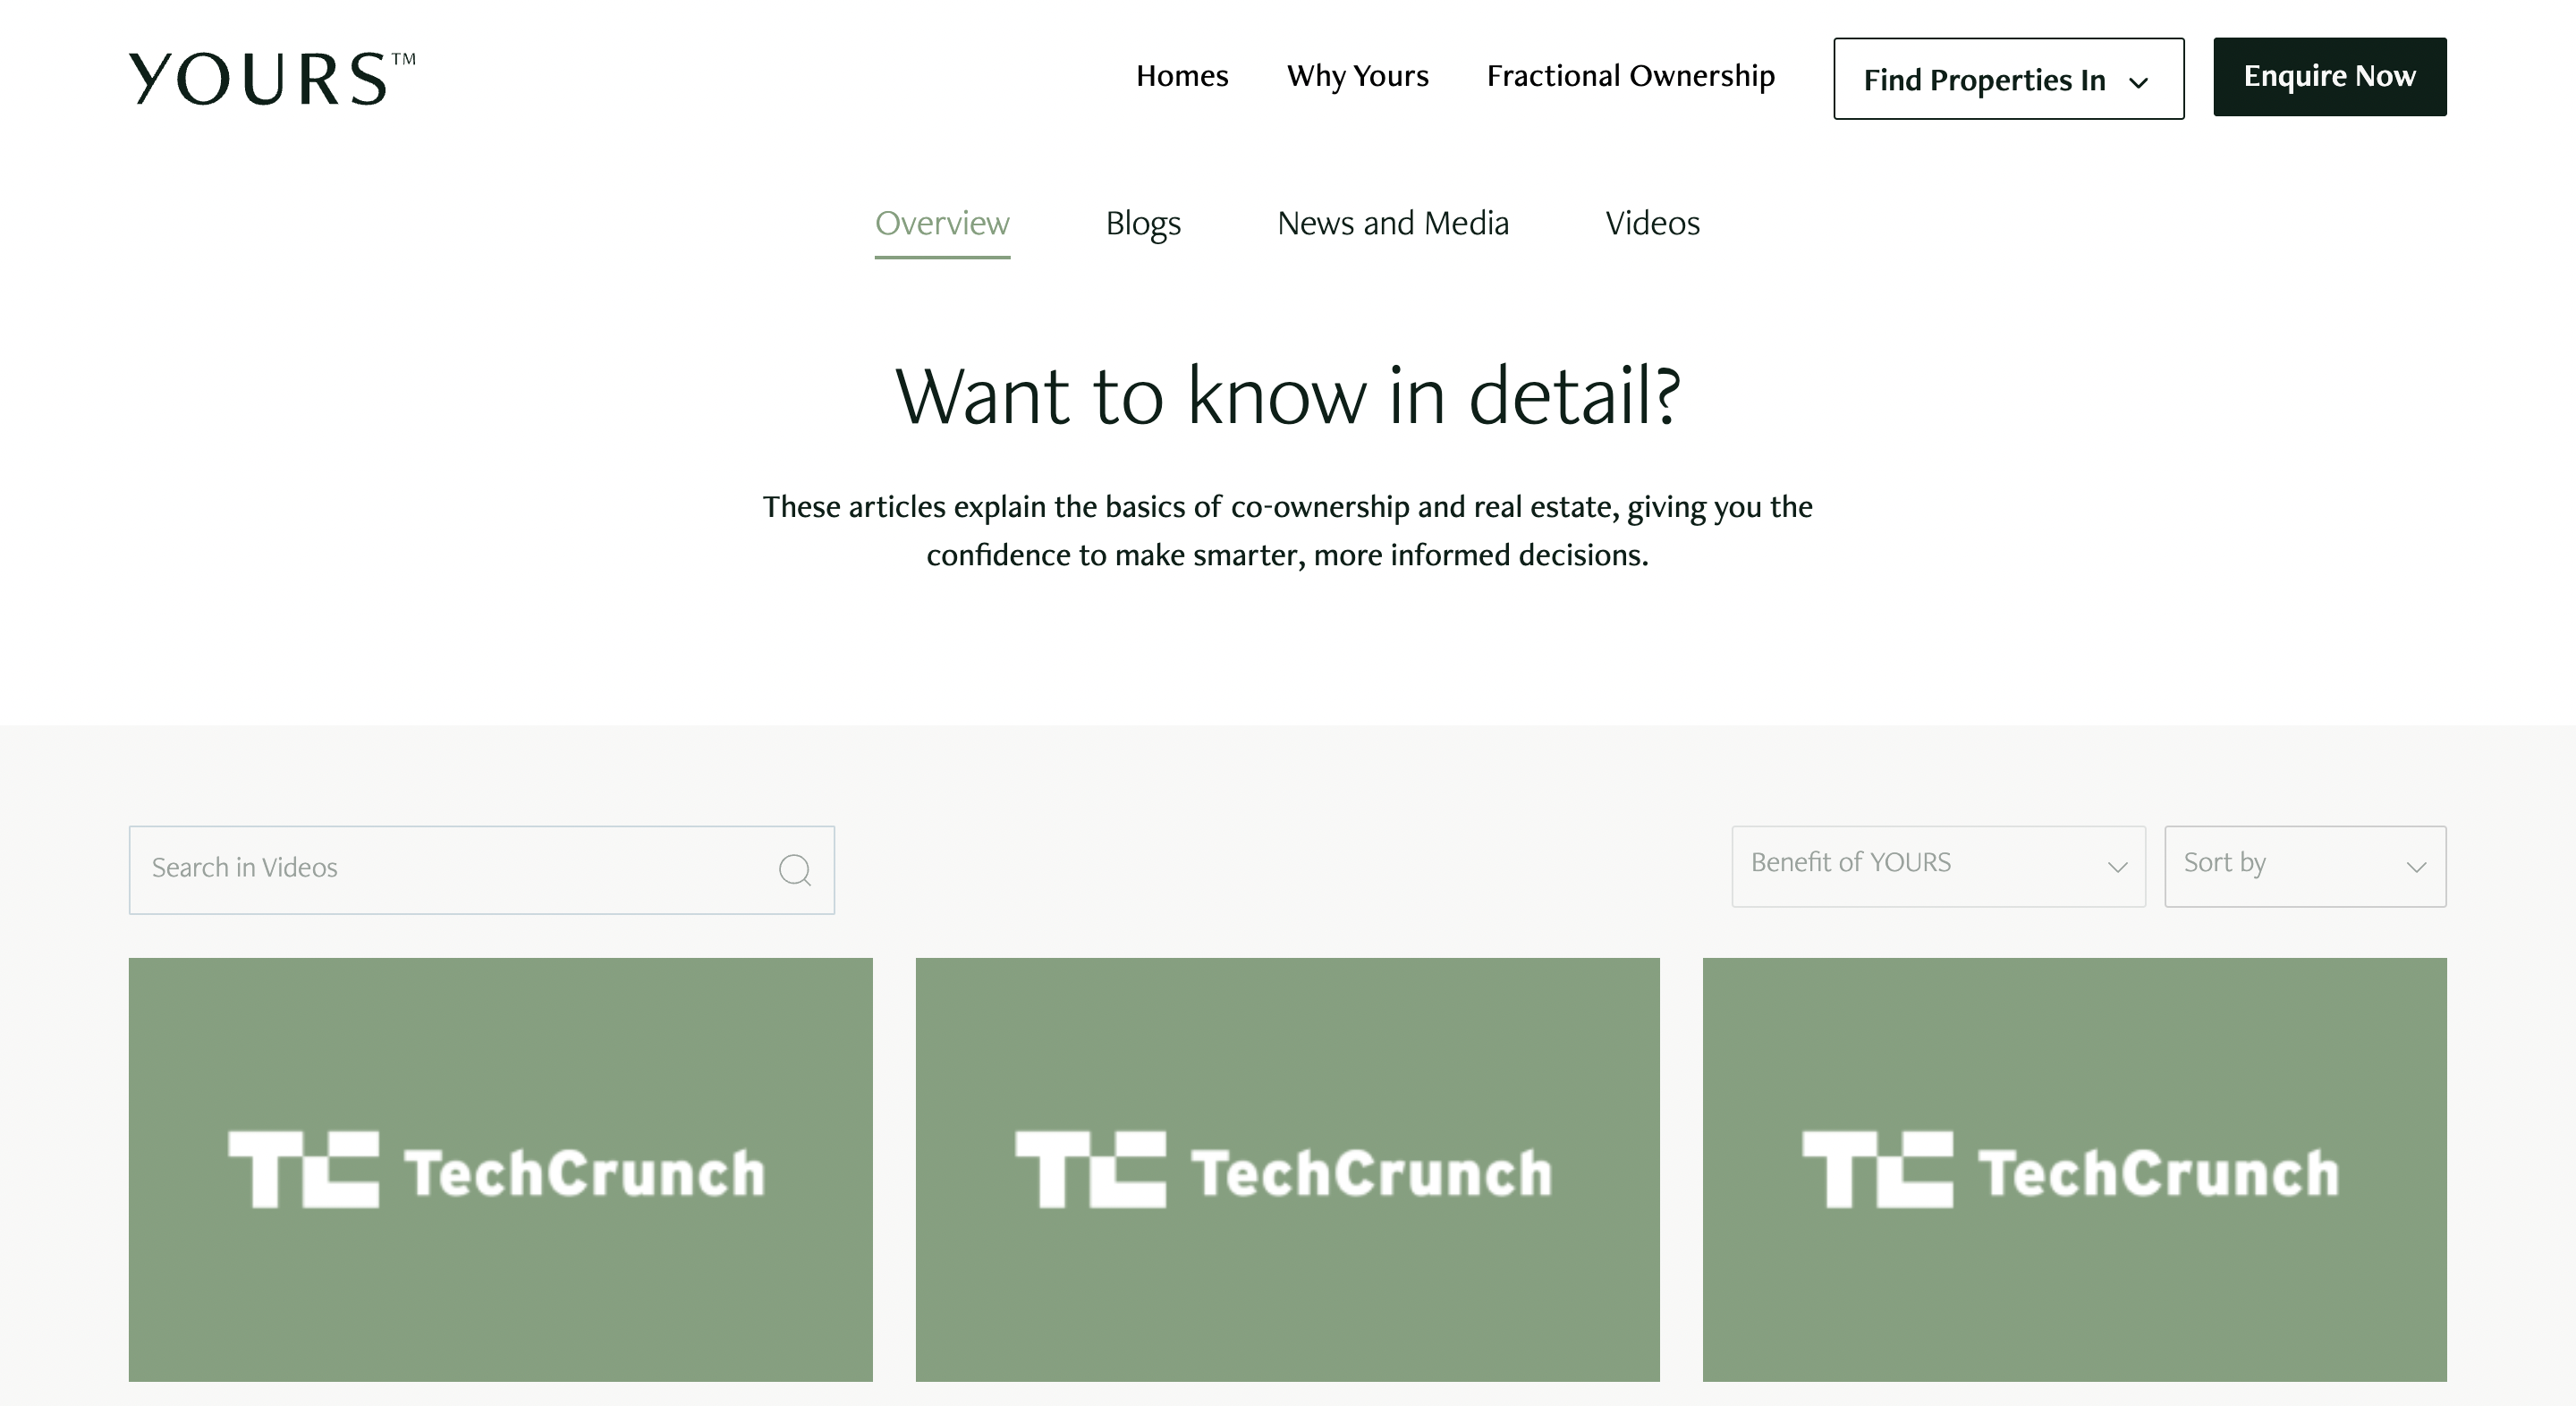 YOURS™
Homes
Why Yours
Fractional Ownership
Find Properties In
Enquire Now
Overview
Blogs
News and Media
Videos
Want to know in detail?
These articles explain the basics of co-ownership and real estate, giving you the
confidence to make smarter, more informed decisions.
Search in Videos
Benefit of YOURS
Sort by
TC TechCrunch
TC TechCrunch
TC TechCrunch